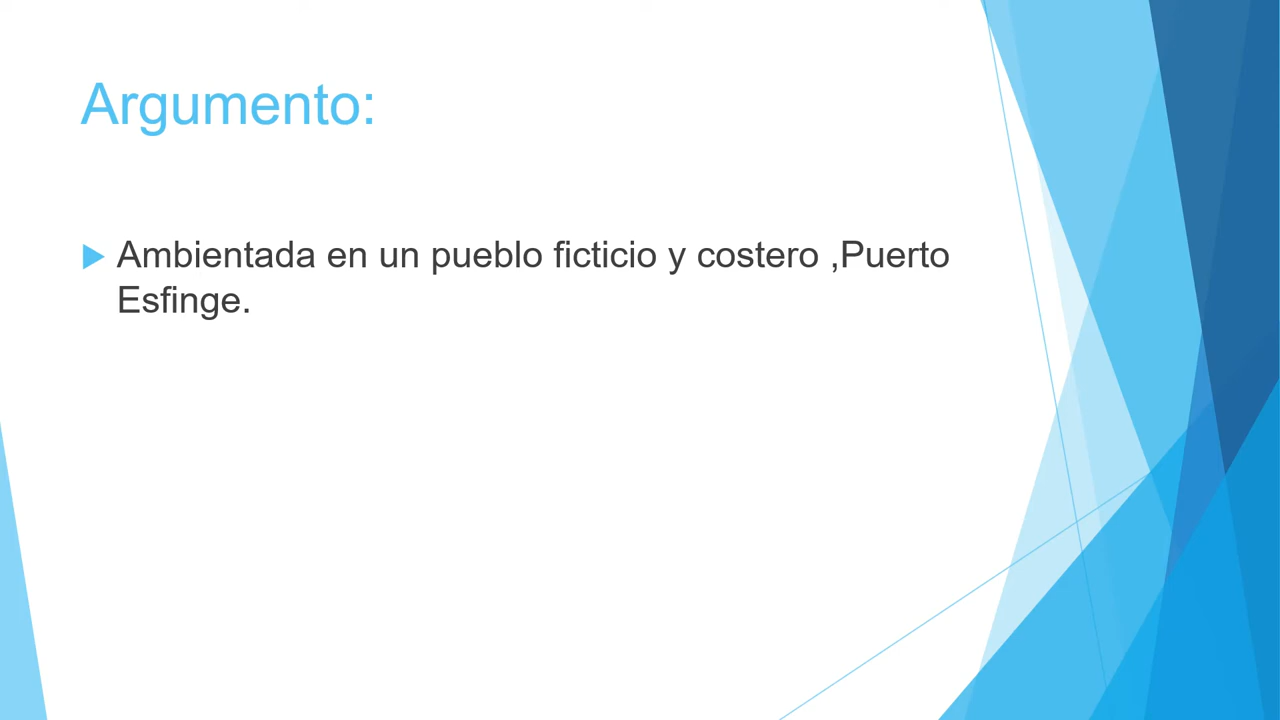 Argumento:
Ambientada en un pueblo ficticio y costero ,Puerto
Esfinge.